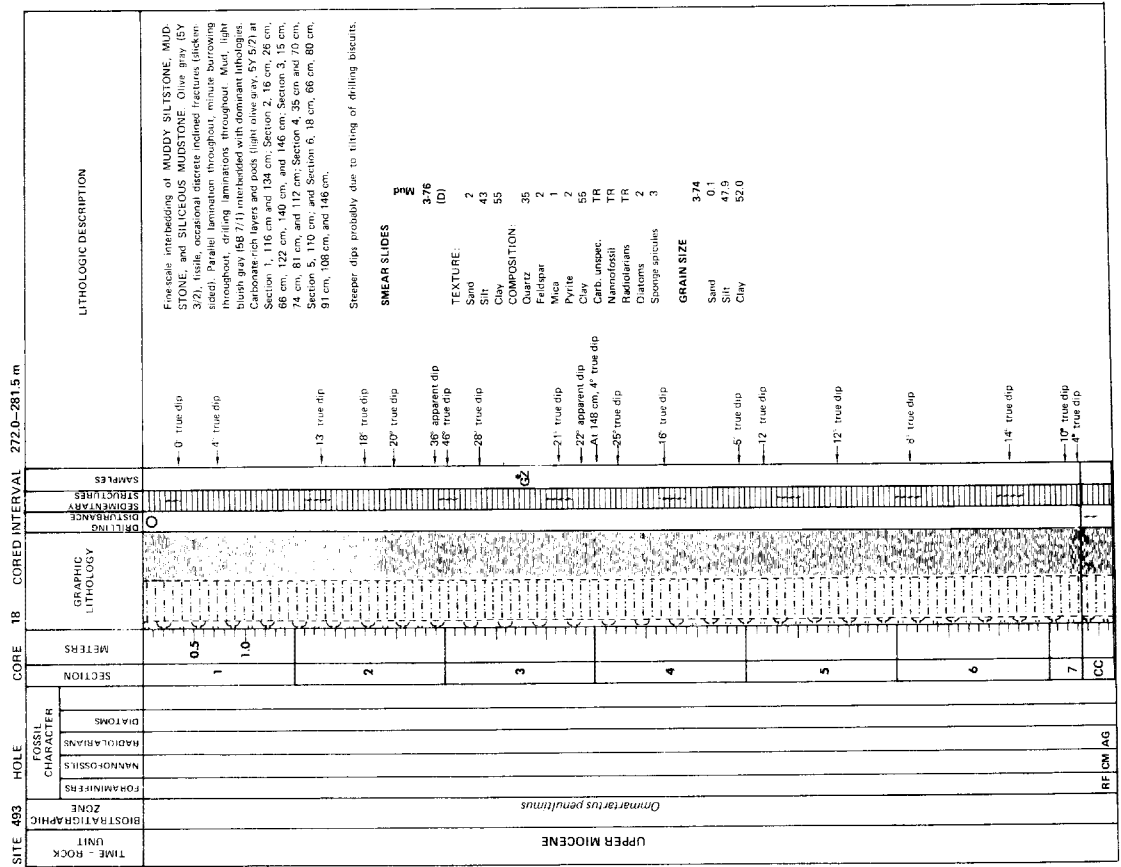 SITE 493 HOLE CORE 18 CORED INTERVAL 272.0–281.5 m
TIME – ROCK UNIT
BIOSTRATIGRAPHIC ZONE
FOSSIL CHARACTER
FORAMINIFERS
NANNOFOSSILS
RADIOLARIANS
DIATOMS
SECTION
METERS
GRAPHIC LITHOLOGY
DRILLING DISTURBANCE
SEDIMENTARY STRUCTURES
SAMPLES
LITHOLOGIC DESCRIPTION
UPPER MIOCENE
Ommartartus penultimus
RF CM AG
1
0.5
1.0
2
3
4
5
6
7
CC
GZ
0° true dip
4° true dip
13° true dip
18° true dip
20° true dip
36° apparent dip
46° true dip
28° true dip
21° true dip
22° apparent dip
At 148 cm, 4° true dip
25° true dip
16° true dip
5° true dip
12° true dip
12° true dip
8° true dip
14° true dip
10° true dip
4° true dip
Fine-scale interbedding of MUDDY SILTSTONE, MUD-
STONE, and SILICEOUS MUDSTONE. Olive gray (5Y
3/2), fissile, occasional discrete inclined fractures (slicken-
sided). Parallel lamination throughout, minute burrowing
throughout, drilling laminations throughout. Mud, light
bluish gray (5B 7/1) interbedded with dominant lithologies.
Carbonate-rich layers and pods (light olive gray, 5Y 5/2) at
Section 1, 116 cm and 134 cm; Section 2, 16 cm, 26 cm,
66 cm, 122 cm, 140 cm, and 146 cm; Section 3, 15 cm,
74 cm, 81 cm, and 112 cm; Section 4, 35 cm and 70 cm,
Section 5, 110 cm; and Section 6, 18 cm, 66 cm, 80 cm,
91 cm, 108 cm, and 146 cm.
Steeper dips probably due to tilting of drilling biscuits.
SMEAR SLIDES
Mud
3-76
(D)
TEXTURE:
Sand 2
Silt 43
Clay 55
COMPOSITION:
Quartz 35
Feldspar 2
Mica 1
Pyrite 2
Clay 55
Carb. unspec. TR
Nannofossil TR
Radiolarians TR
Diatoms 2
Sponge spicules 3
GRAIN SIZE
3-74
Sand 0.1
Silt 47.9
Clay 52.0